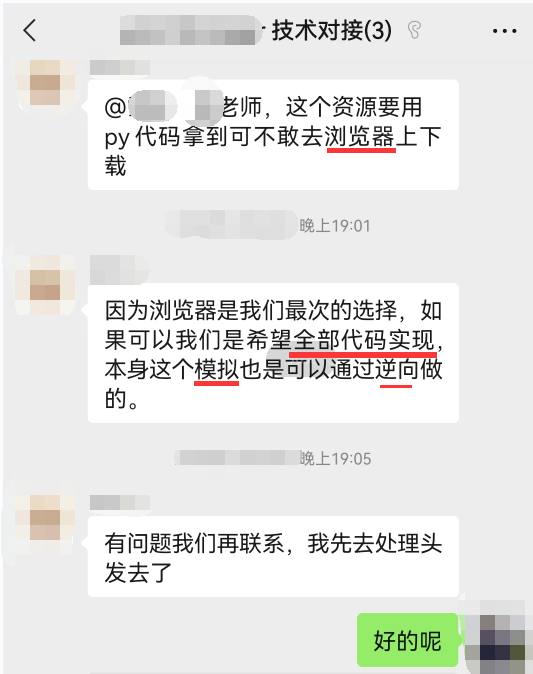 技术对接(3)
@ 老师，这个资源要用
py代码拿到可不敢去浏览器上下
载
晚上19:01
因为浏览器是我们最次的选择，如
果可以我们是希望全部代码实现，
本身这个模拟也是可以通过逆向做
的。
晚上19:05
有问题我们再联系，我先去处理头
发去了
好的呢